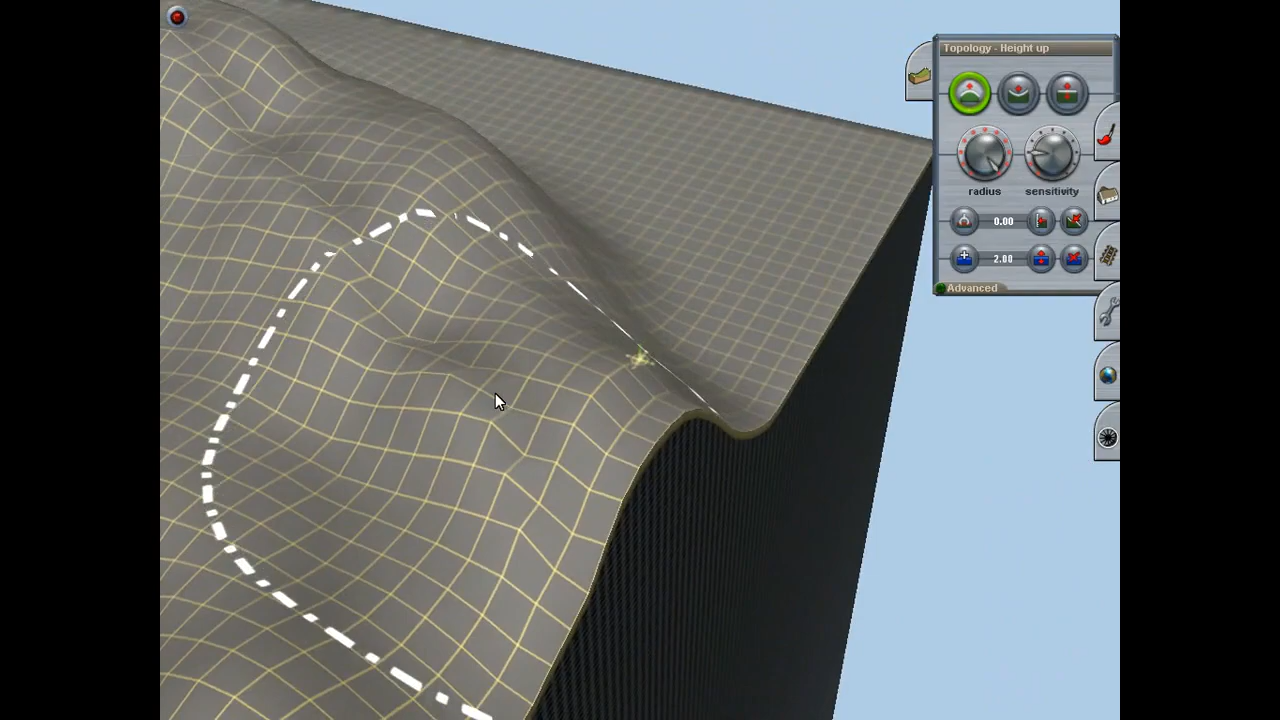 Topology - Height up
radius sensitivity
0.00
2.00
Advanced